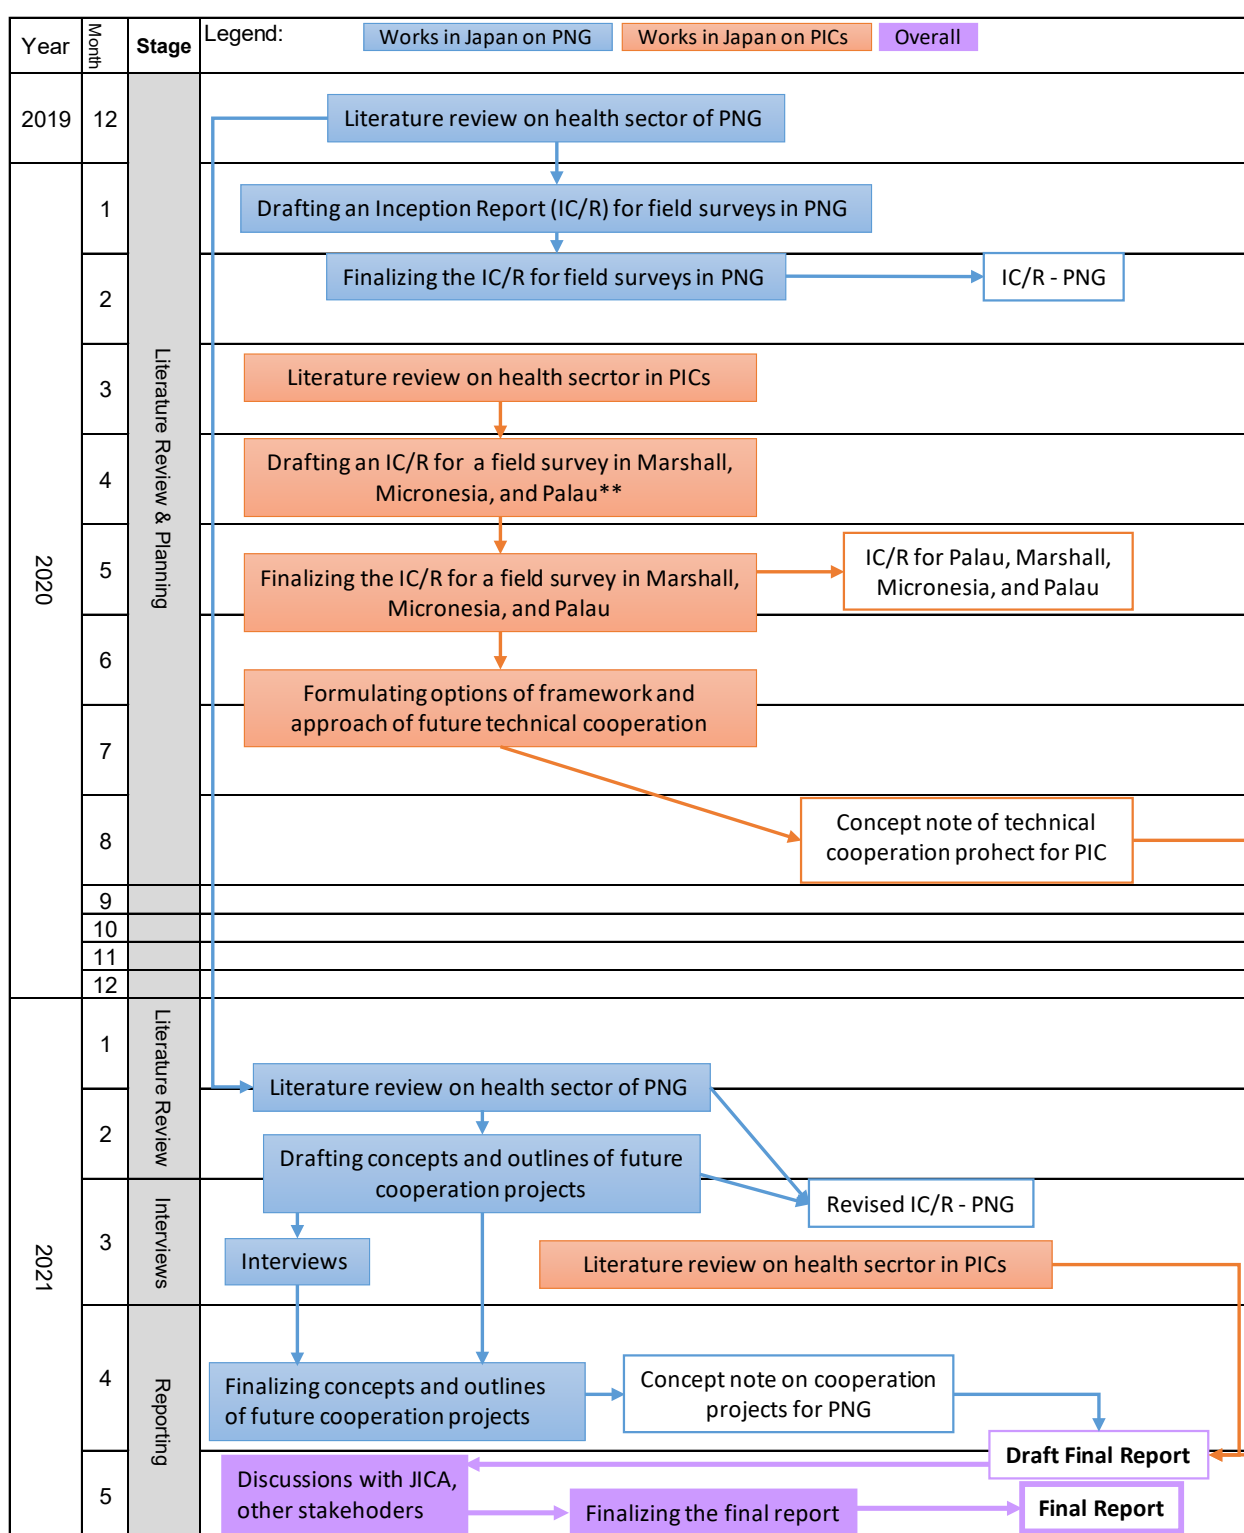 Year
Month
Stage
Legend:
Works in Japan on PNG
Works in Japan on PICs
Overall
2019
12
Literature review on health sector of PNG
2020
Literature Review & Planning
1
Drafting an Inception Report (IC/R) for field surveys in PNG
2
Finalizing the IC/R for field surveys in PNG
IC/R - PNG
3
Literature review on health secrtor in PICs
4
Drafting an IC/R for a field survey in Marshall,
Micronesia, and Palau**
5
Finalizing the IC/R for a field survey in Marshall,
Micronesia, and Palau
IC/R for Palau, Marshall,
Micronesia, and Palau
6
Formulating options of framework and
approach of future technical cooperation
7
8
Concept note of technical
cooperation prohect for PIC
9
10
11
12
2021
Literature Review
1
Literature review on health sector of PNG
2
Drafting concepts and outlines of future
cooperation projects
Interviews
3
Revised IC/R - PNG
Interviews
Literature review on health secrtor in PICs
Reporting
4
Finalizing concepts and outlines
of future cooperation projects
Concept note on cooperation
projects for PNG
Draft Final Report
5
Discussions with JICA,
other stakehoders
Finalizing the final report
Final Report